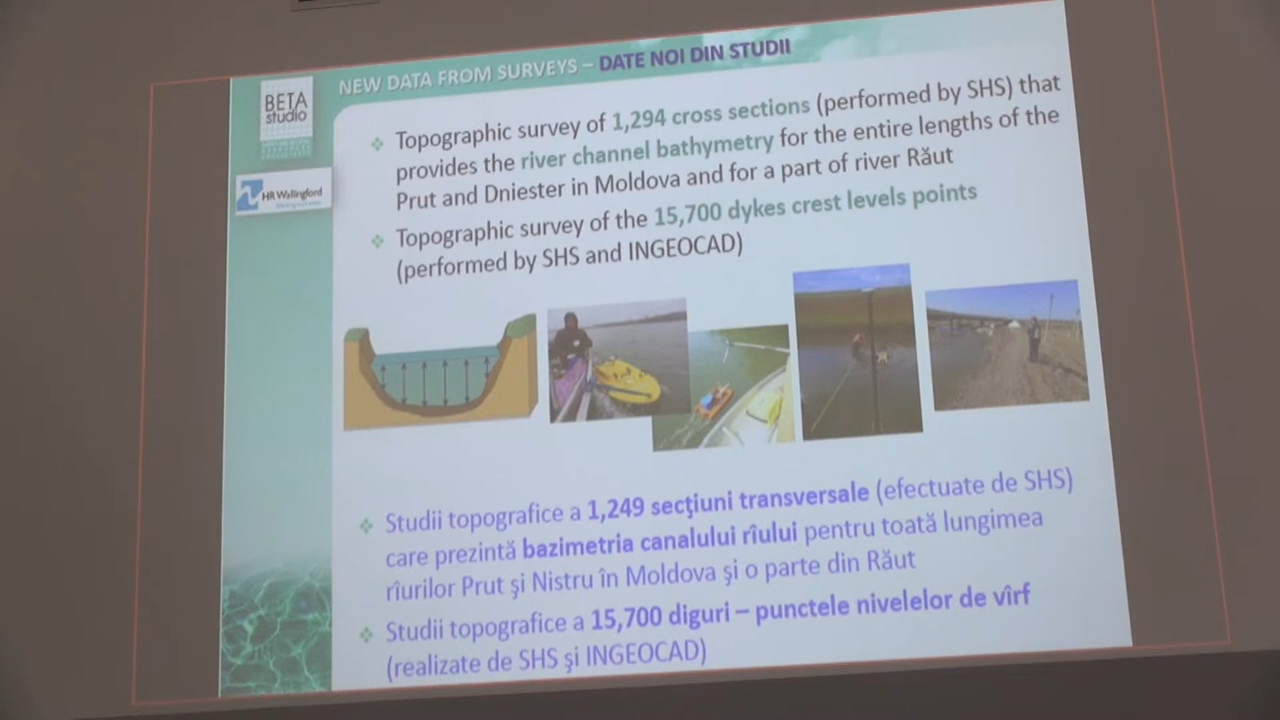 NEW DATA FROM SURVEYS – DATE NOI DIN STUDII
BETA
studio
HR Wallingford
Topographic survey of 1,294 cross sections (performed by SHS) that
provides the river channel bathymetry for the entire lengths of the
Prut and Dniester in Moldova and for a part of river Răut
Topographic survey of the 15,700 dykes crest levels points
(performed by SHS and INGEOCAD)
Studii topografice a 1,249 secţiuni transversale (efectuate de SHS)
care prezintă bazimetria canalului rîului pentru toată lungimea
rîurilor Prut şi Nistru în Moldova şi o parte din Răut
Studii topografice a 15,700 diguri – punctele nivelelor de vîrf
(realizate de SHS şi INGEOCAD)